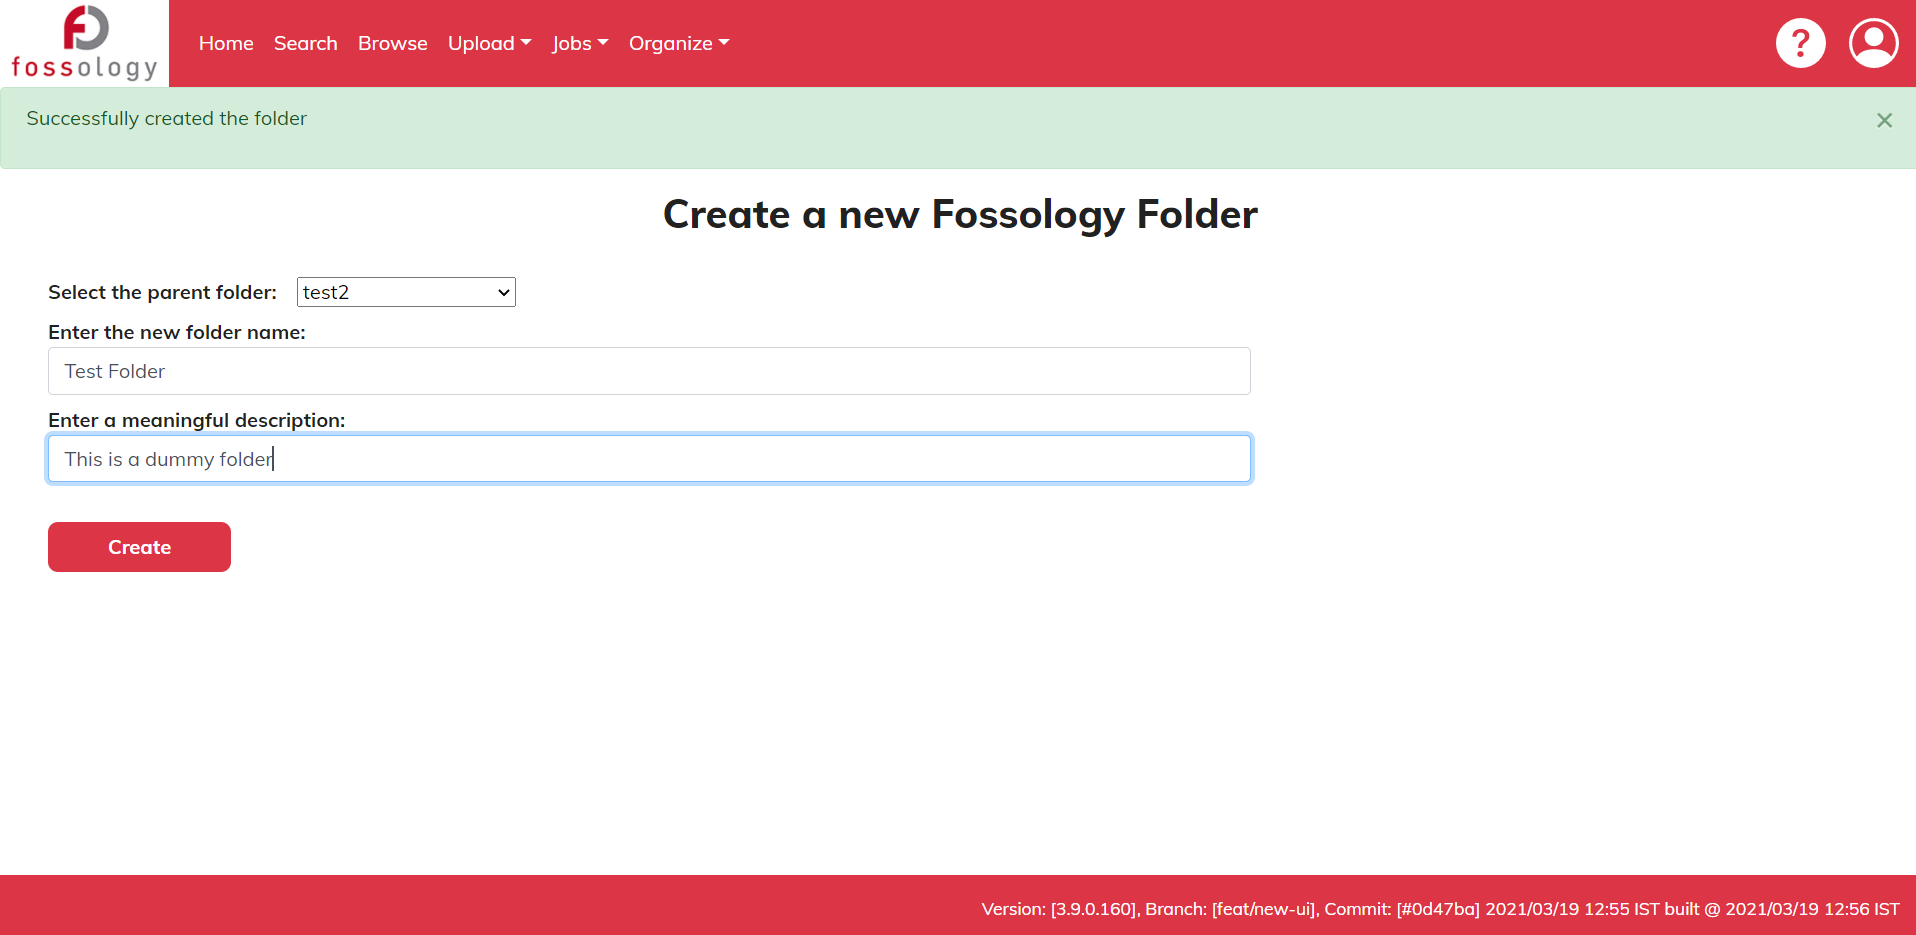 fossology
Home Search Browse Upload Jobs Organize
?
Successfully created the folder
×
Create a new Fossology Folder
Select the parent folder: test2
Enter the new folder name:
Test Folder
Enter a meaningful description:
This is a dummy folder
Create
Version: [3.9.0.160], Branch: [feat/new-ui], Commit: [#0d47ba] 2021/03/19 12:55 IST built @ 2021/03/19 12:56 IST